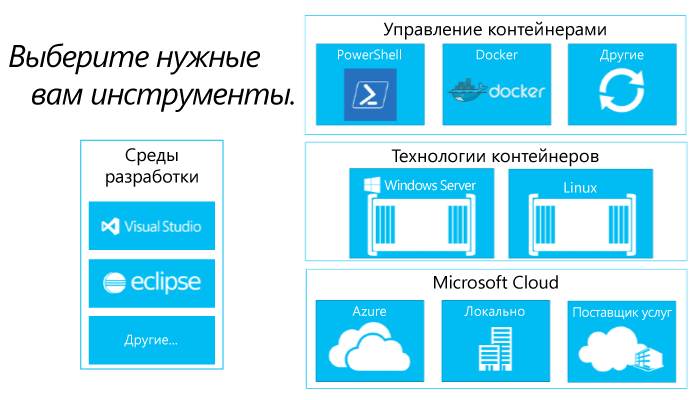 Выберите нужные
вам инструменты.
Среды
разработки
Visual Studio
eclipse
Другие...
Управление контейнерами
PowerShell
Docker
Другие
docker
Технологии контейнеров
Windows Server
Linux
Microsoft Cloud
Azure
Локально
Поставщик услуг